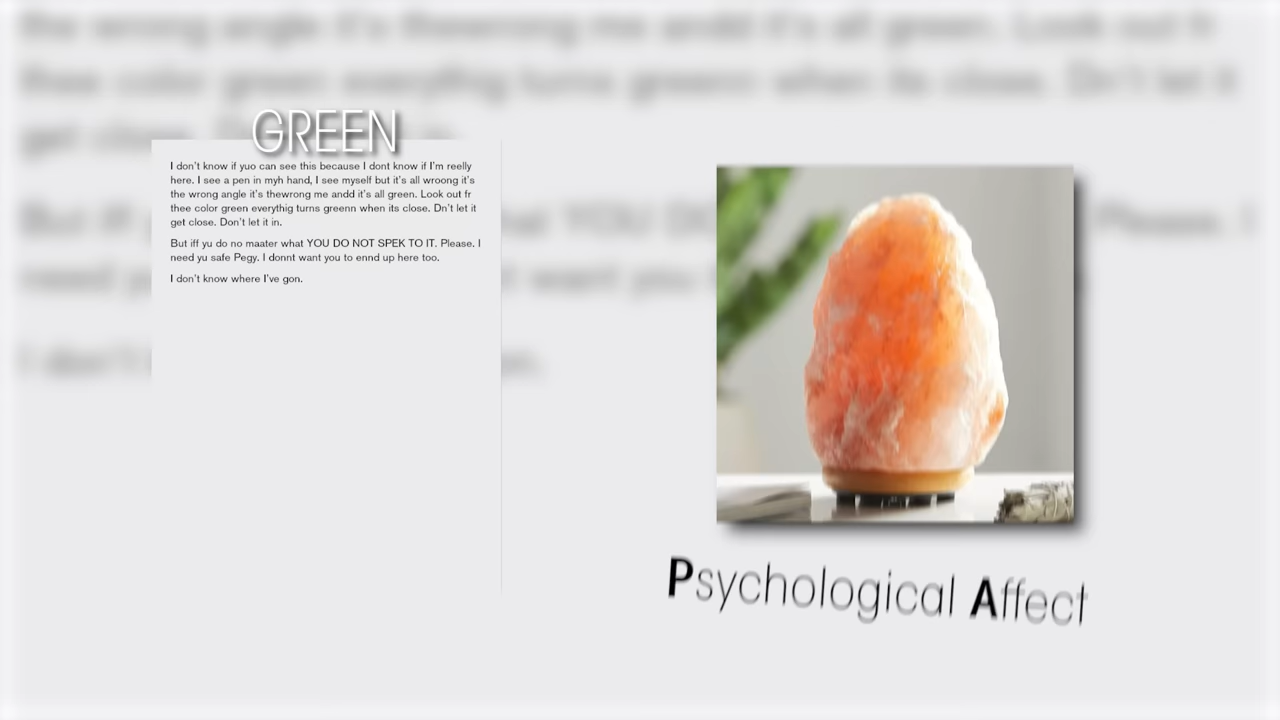 GREEN
I don't know if yuo can see this because I dont know if I'm reelly
here. I see a pen in myh hand, I see myself but it's all wroong it's
the wrong angle it's thewrong me andd it's all green. Look out fr
thee color green everythig turns greenn when its close. Dn't let it
get close. Don't let it in.
But iff yu do no maater what YOU DO NOT SPEK TO IT. Please. I
need yu safe Pegy. I donnt want you to ennd up here too.
I don't know where I've gon.
Psychological Affect